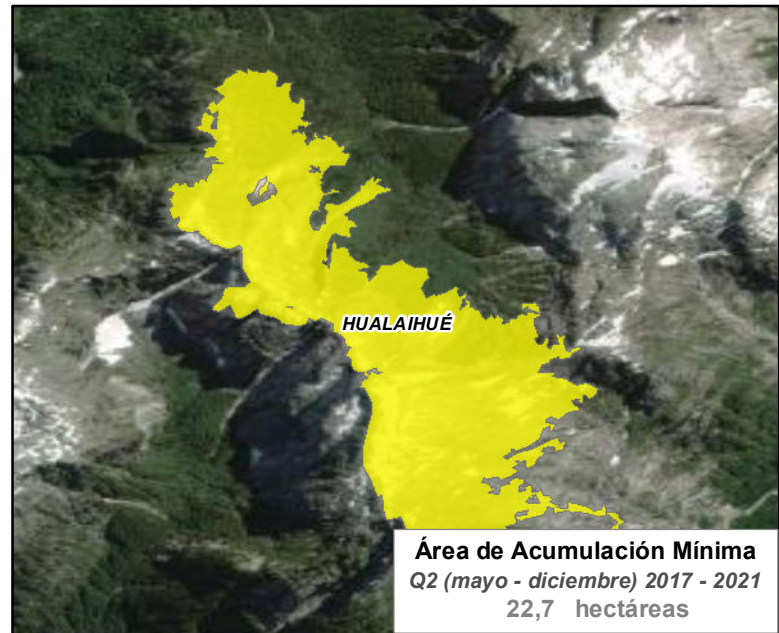 HUALAIHUÉ
Área de Acumulación Mínima
Q2 (mayo - diciembre) 2017 - 2021
22,7 hectáreas